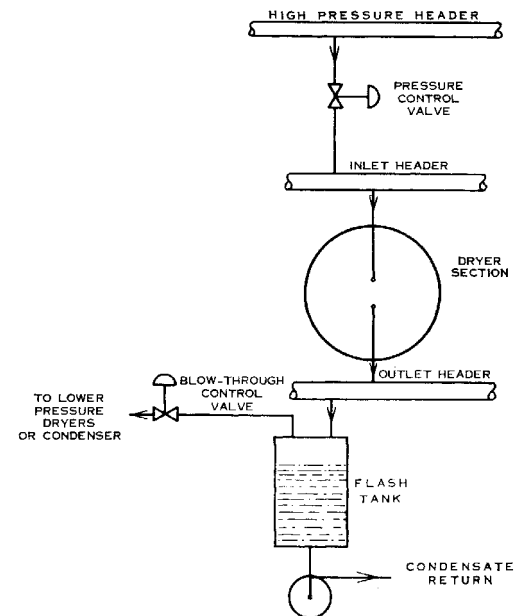 HIGH PRESSURE HEADER
PRESSURE
CONTROL
VALVE
INLET HEADER
DRYER
SECTION
OUTLET HEADER
BLOW-THROUGH
CONTROL
VALVE
TO LOWER
PRESSURE
DRYERS
OR CONDENSER
FLASH
TANK
CONDENSATE
RETURN